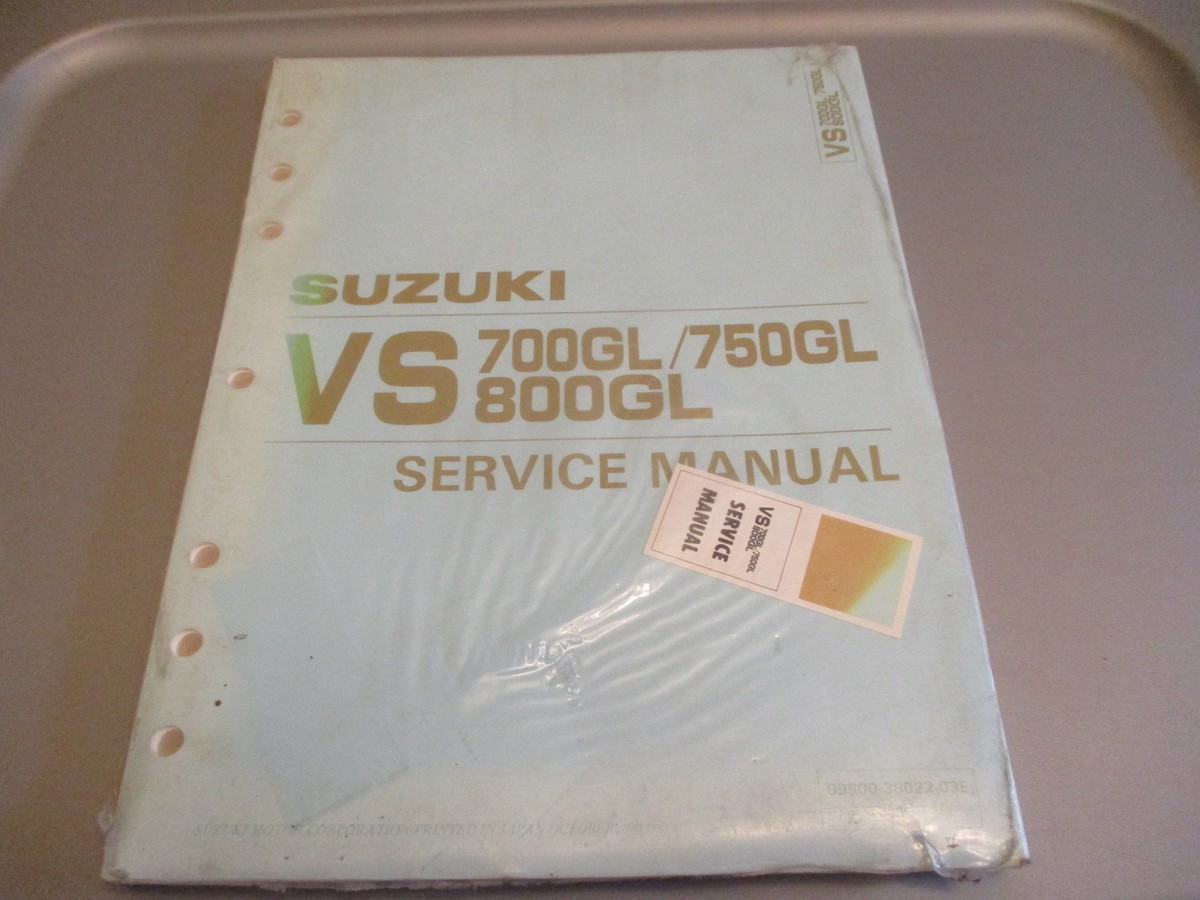 VS 700GL/750GL
800GL
SUZUKI
VS 700GL/750GL
800GL
SERVICE MANUAL
VS 700GL/750GL
800GL
SERVICE
MANUAL
99500-38022-03E
SUZUKI MOTOR CORPORATION PRINTED IN JAPAN OCTOBER,